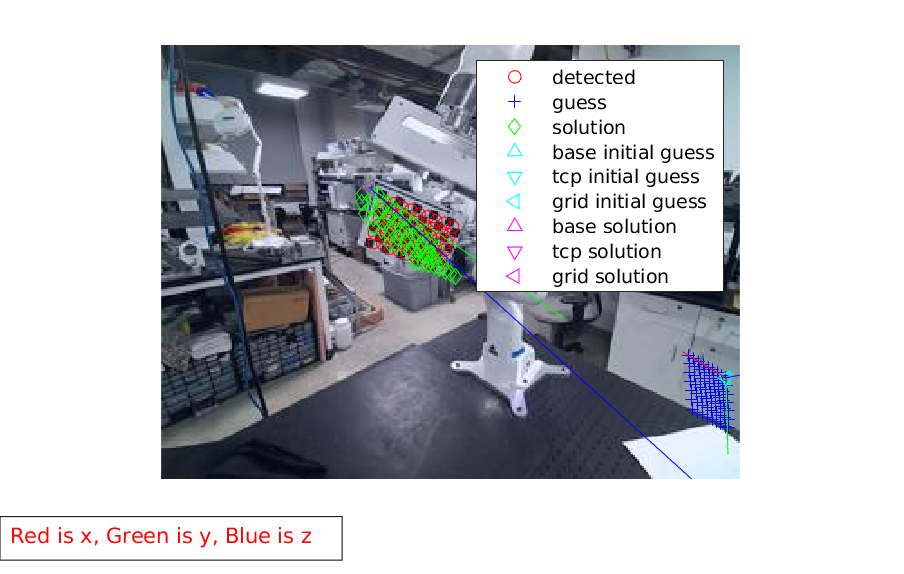 detected
guess
solution
base initial guess
tcp initial guess
grid initial guess
base solution
tcp solution
grid solution
Red is x, Green is y, Blue is z